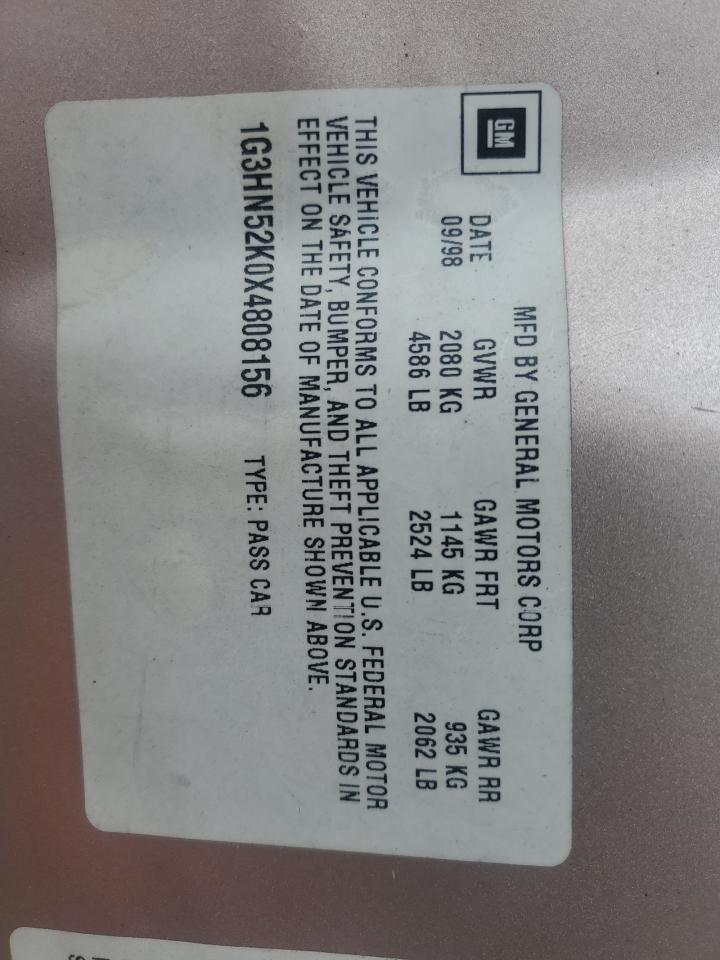 GM
MFD BY GENERAL MOTORS CORP
DATE GVWR GAWR FRT GAWR RR
09/98 2080 KG 1145 KG 935 KG
4586 LB 2524 LB 2062 LB
THIS VEHICLE CONFORMS TO ALL APPLICABLE U.S. FEDERAL MOTOR
VEHICLE SAFETY, BUMPER, AND THEFT PREVENTION STANDARDS IN
EFFECT ON THE DATE OF MANUFACTURE SHOWN ABOVE.
1G3HN52K0X4808156 TYPE: PASS CAR